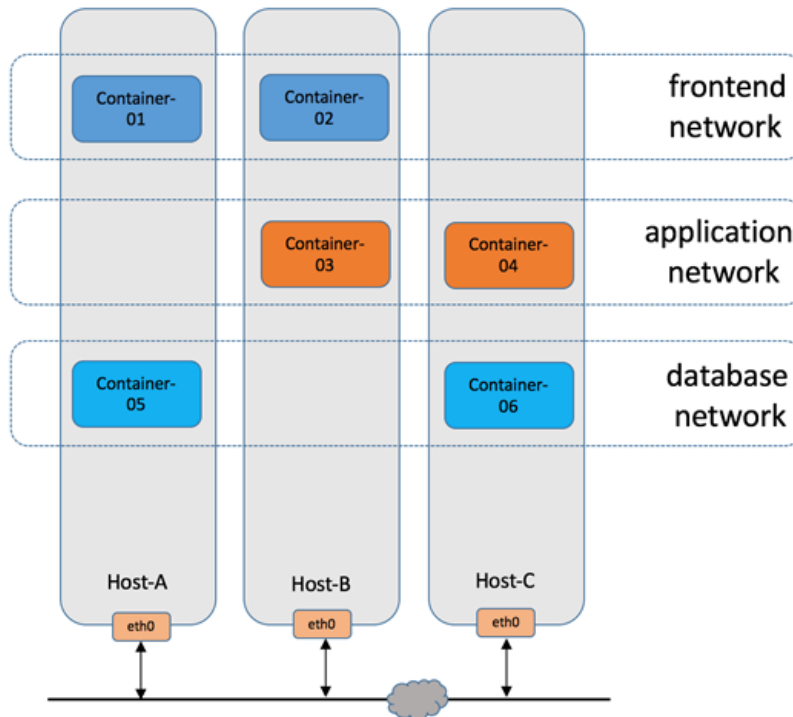 Container-
01
Container-
02
frontend
network
Container-
03
Container-
04
application
network
Container-
05
Container-
06
database
network
Host-A
Host-B
Host-C
eth0
eth0
eth0